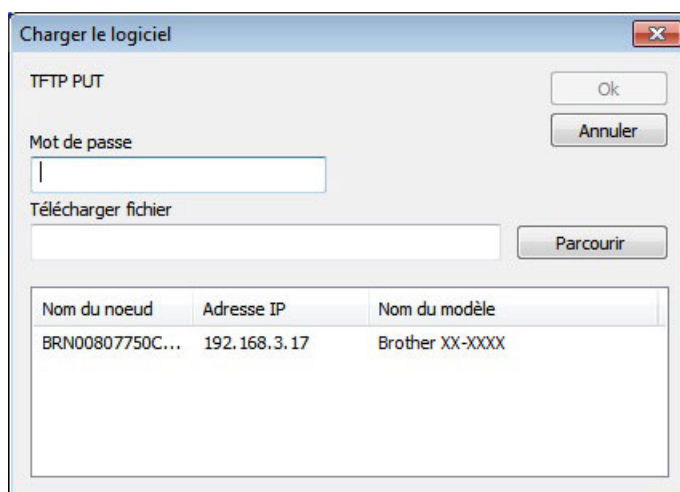 Charger le logiciel
TFTP PUT
Ok
Annuler
Mot de passe
Télécharger fichier
Parcourir
Nom du noeud Adresse IP Nom du modèle
BRN00807750C... 192.168.3.17 Brother XX-XXXX